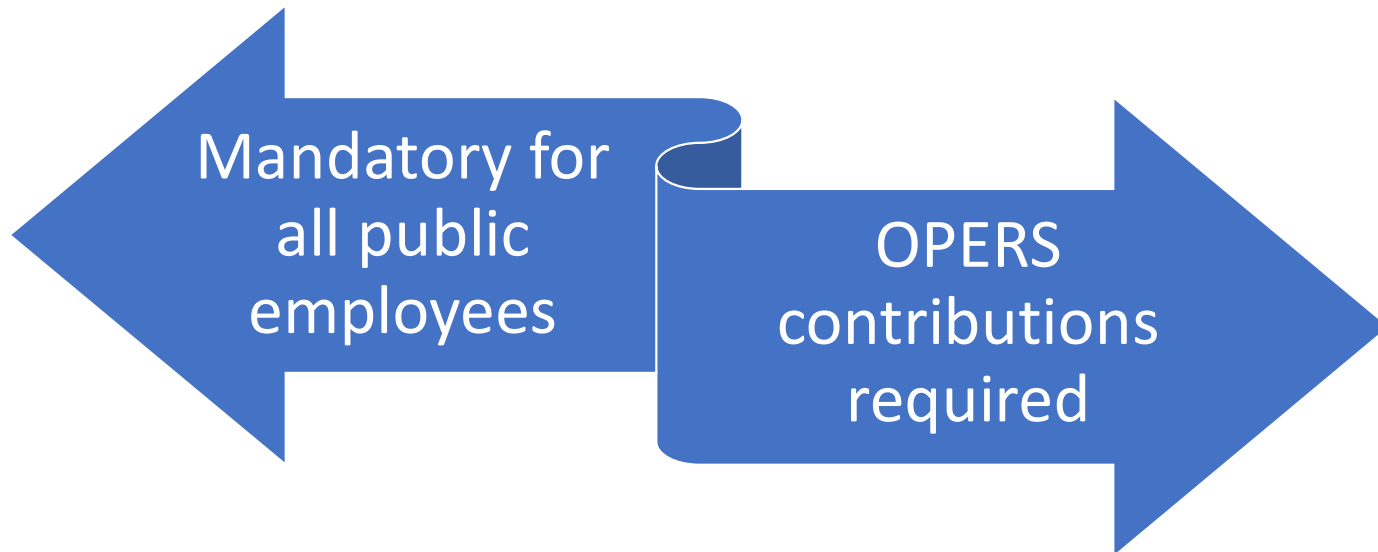 Mandatory for
all public
employees
OPERS
contributions
required